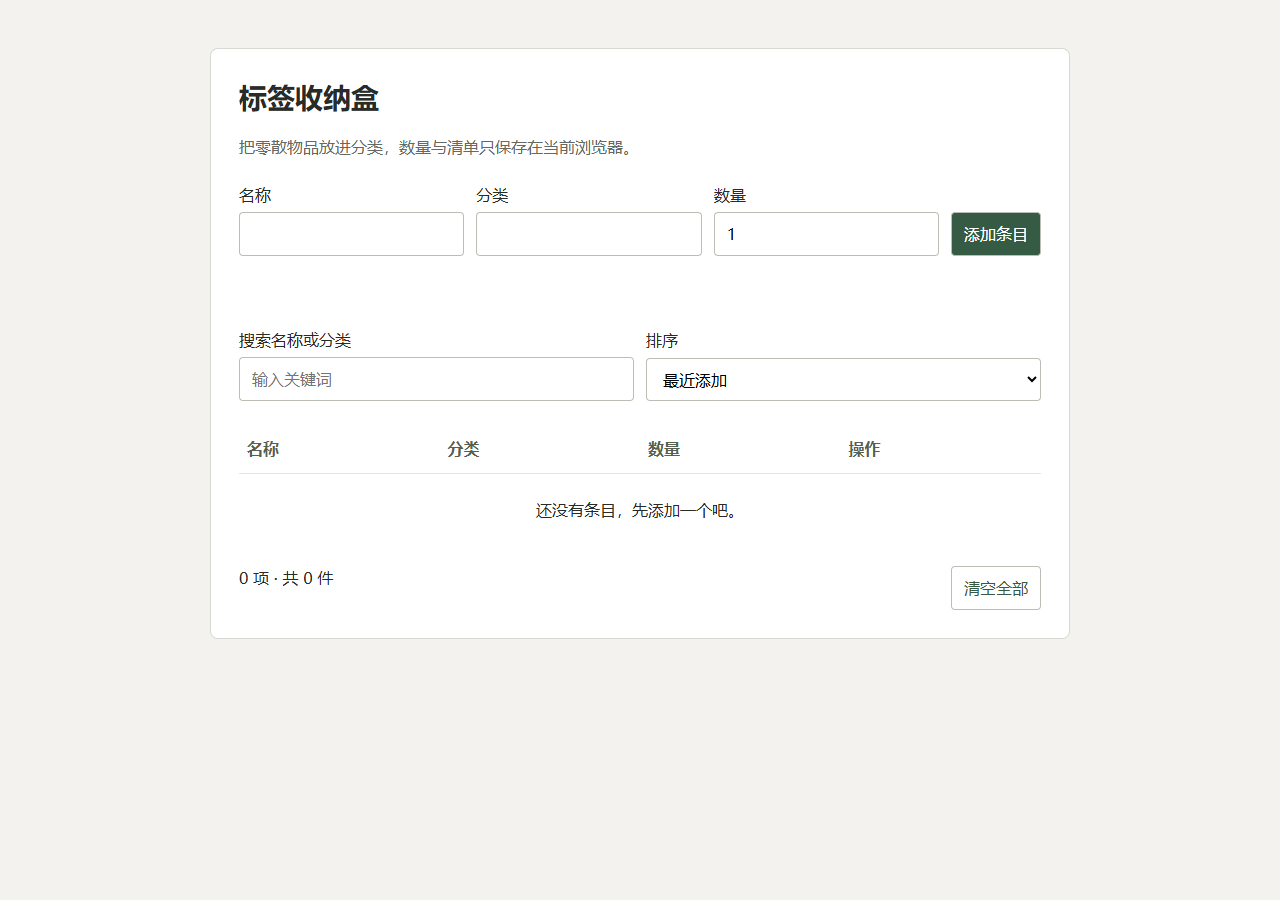 标签收纳盒
把零散物品放进分类，数量与清单只保存在当前浏览器。
名称 分类 数量
1 添加条目
搜索名称或分类 排序
输入关键词 最近添加
名称 分类 数量 操作
还没有条目，先添加一个吧。
0 项 · 共 0 件 清空全部